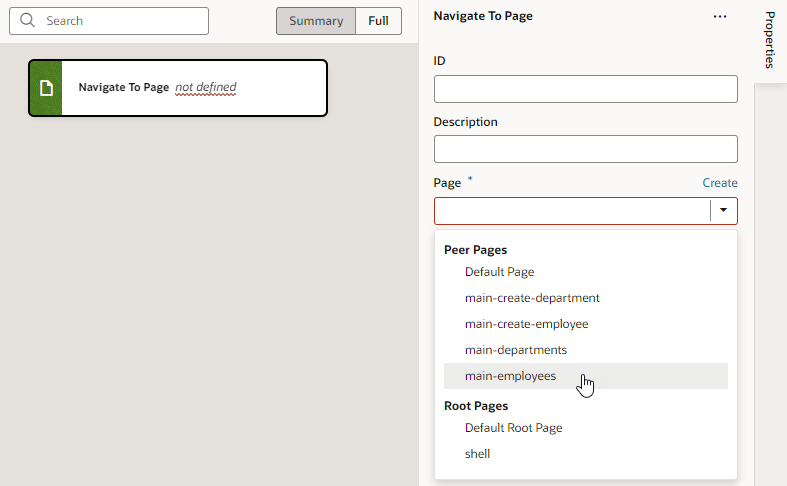 Search
Summary
Full
Navigate To Page not defined
Navigate To Page
Properties
ID
Description
Page *
Create
Peer Pages
Default Page
main-create-department
main-create-employee
main-departments
main-employees
Root Pages
Default Root Page
shell